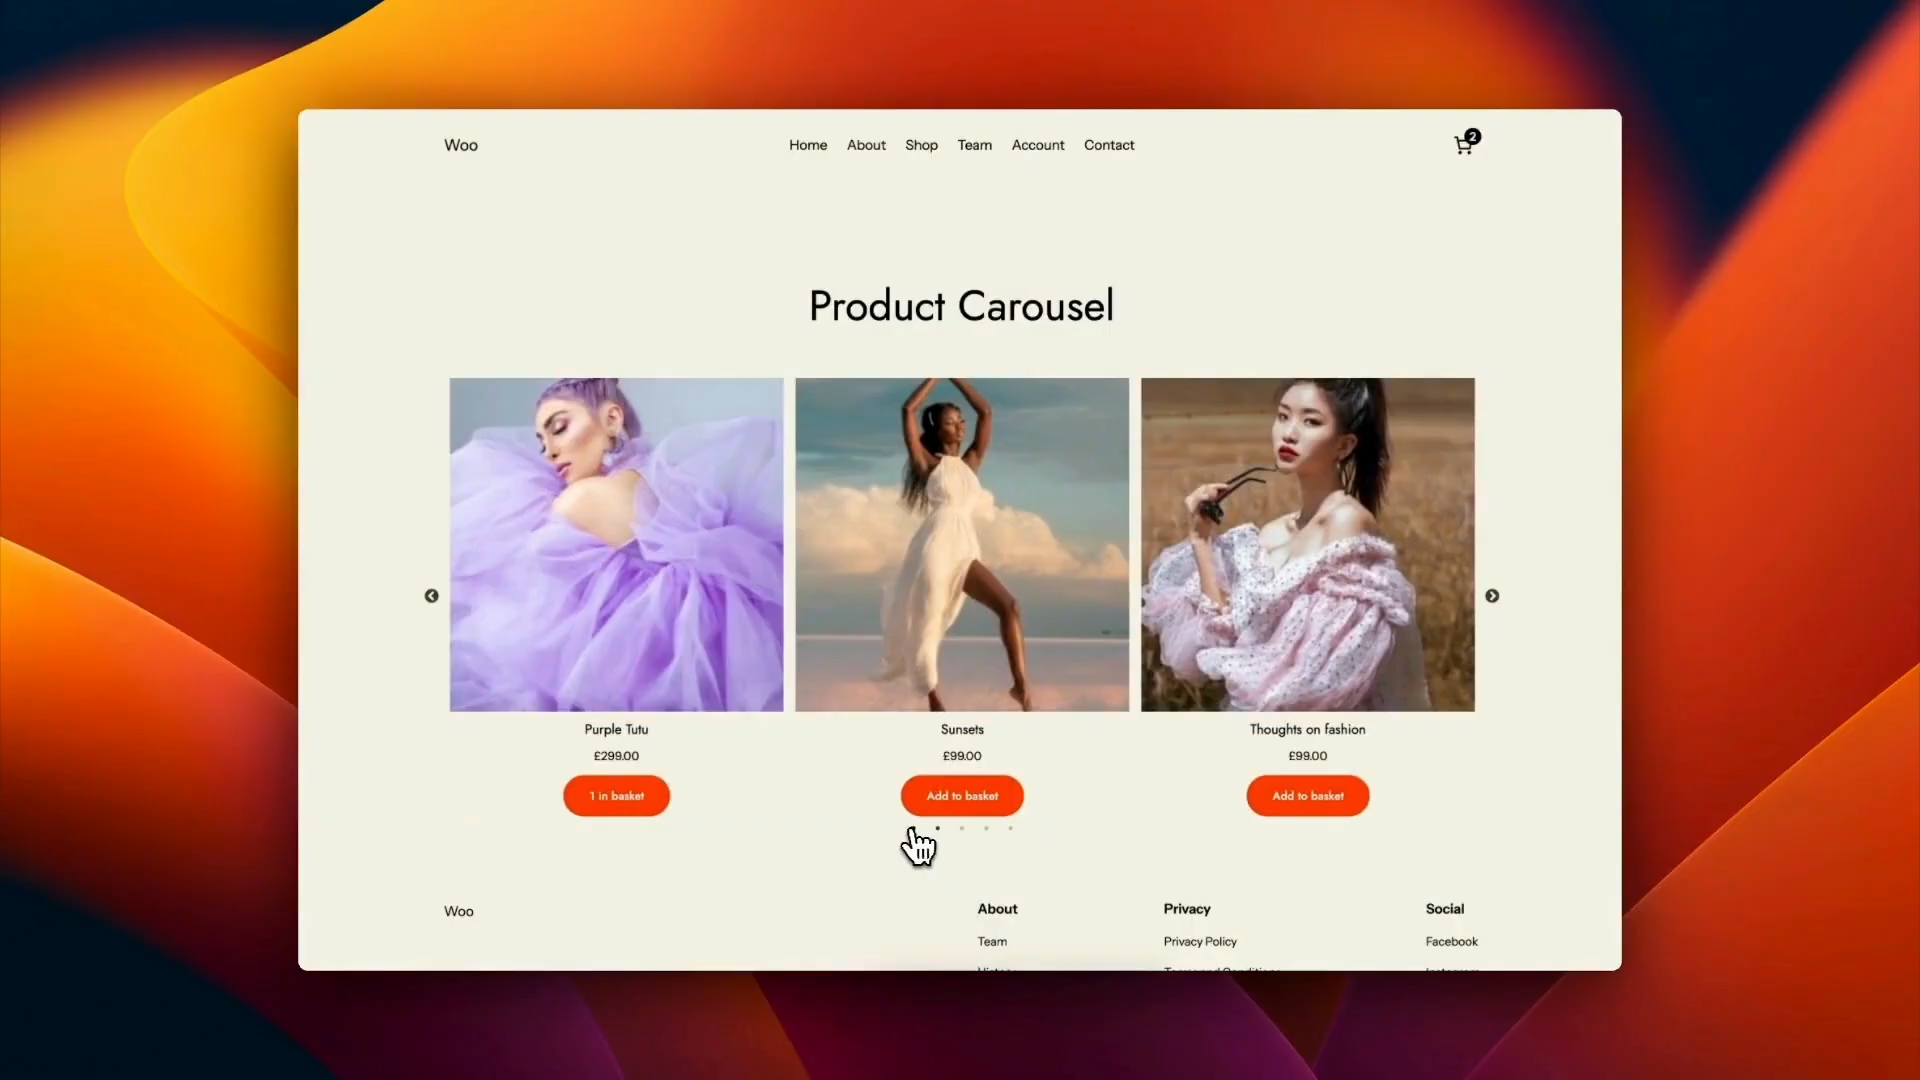 Woo
Home About Shop Team Account Contact
2
Product Carousel
Purple Tutu
£299.00
1 in basket
Sunsets
£99.00
Add to basket
Thoughts on fashion
£99.00
Add to basket
Woo
About
Team
Privacy
Privacy Policy
Social
Facebook